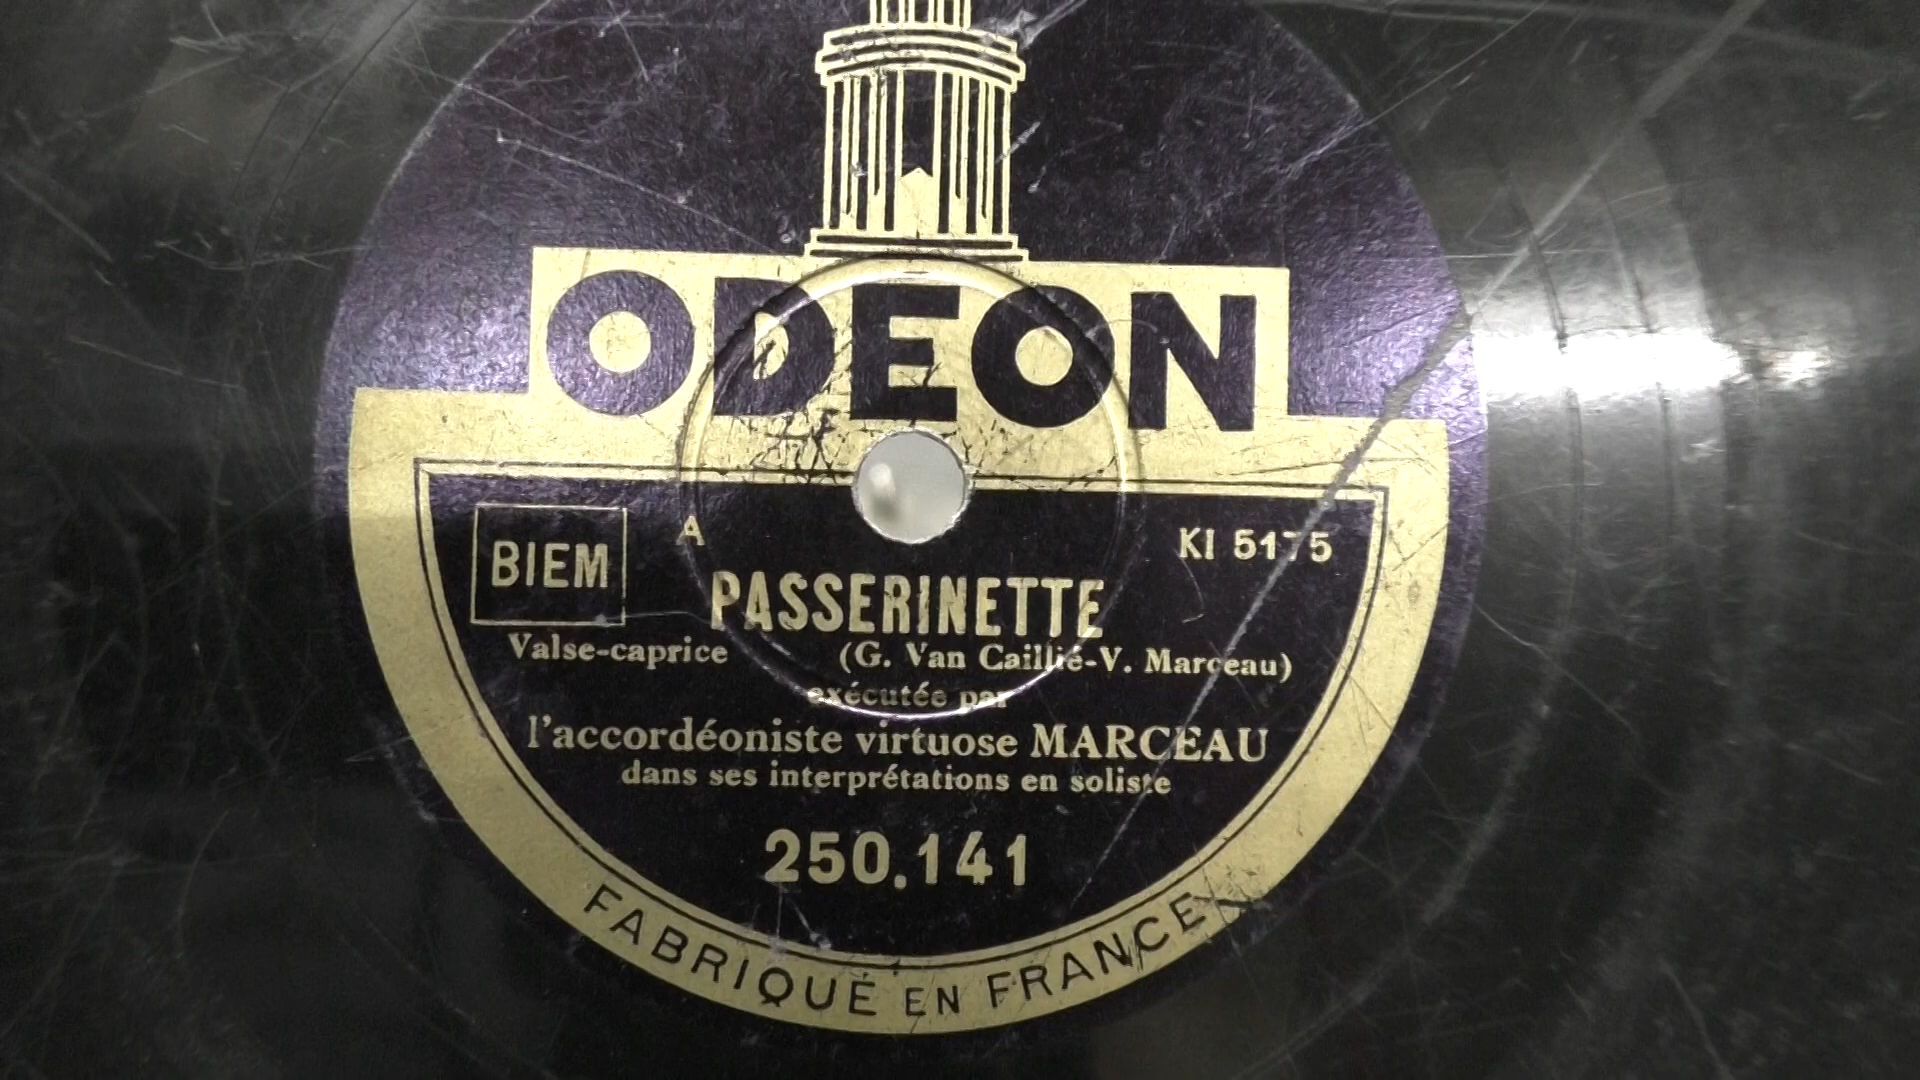 ODEON
BIEM
A
KI 5175
PASSERINETTE
Valse-caprice (G. Van Caillié-V. Marceau)
exécutée par
l'accordéoniste virtuose MARCEAU
dans ses interprétations en soliste
250.141
FABRIQUÉ EN FRANCE